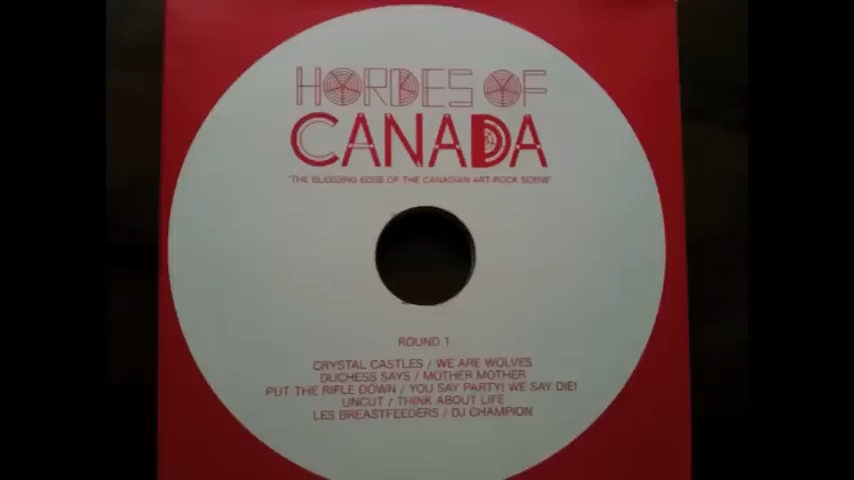 HORDES OF
CANADA
"THE BLEEDING EDGE OF THE CANADIAN ART-ROCK SCENE"
ROUND 1
CRYSTAL CASTLES / WE ARE WOLVES
DUCHESS SAYS / MOTHER MOTHER
PUT THE RIFLE DOWN / YOU SAY PARTY! WE SAY DIE!
UNCUT / THINK ABOUT LIFE
LES BREASTFEEDERS / DJ CHAMPION